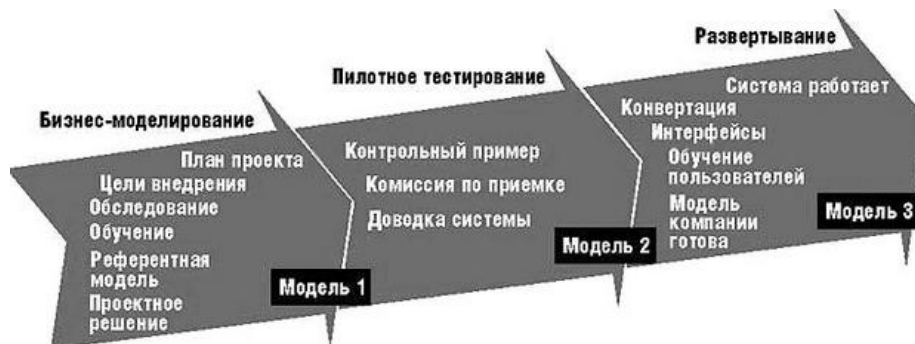 Бизнес-моделирование
План проекта
Цели внедрения
Обследование
Обучение
Референтная
модель
Проектное
решение
Модель 1
Пилотное тестирование
Контрольный пример
Комиссия по приемке
Доводка системы
Модель 2
Развертывание
Система работает
Конвертация
Интерфейсы
Обучение
пользователей
Модель
компании
готова
Модель 3